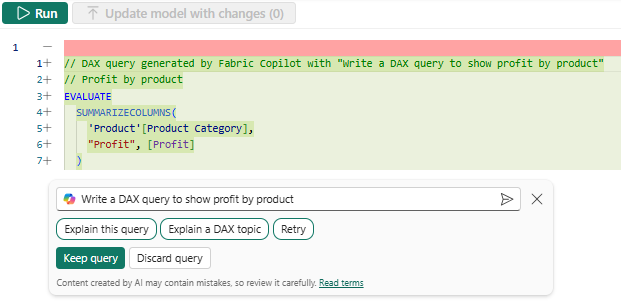 Run Update model with changes (0)
1 −
1+ // DAX query generated by Fabric Copilot with "Write a DAX query to show profit by product"
2+ // Profit by product
3+ EVALUATE
4+ SUMMARIZECOLUMNS(
5+ 'Product'[Product Category],
6+ "Profit", [Profit]
7+ )
Write a DAX query to show profit by product
Explain this query Explain a DAX topic Retry
Keep query Discard query
Content created by AI may contain mistakes, so review it carefully. Read terms